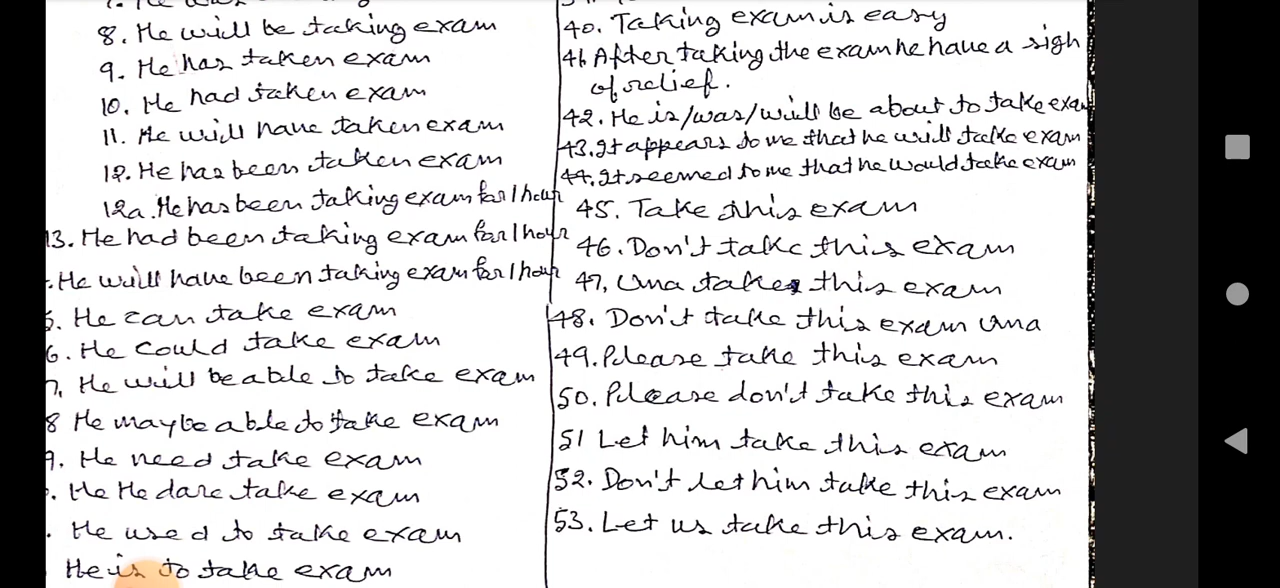 8. He will be taking exam
9. He has taken exam
10. He had taken exam
11. He will have taken exam
12. He has been taken exam
12a. He has been taking exam for 1 hour
13. He had been taking exam for 1 hour
. He will have been taking exam for 1 hour
5. He can take exam
6. He could take exam
7, He will be able to take exam
8 He may be able to take exam
9. He need take exam
. He He dare take exam
. He used to take exam
He is to take exam
40. Taking exam is easy
41. After taking the exam he have a sigh
of relief.
42. He is/was/will be about to take exam
43. It appears to me that he will take exam
44. It seemed to me that he would take exam
45. Take this exam
46. Don't take this exam
47, Uma take this exam
48. Don't take this exam Uma
49. Please take this exam
50. Please don't take this exam
51 Let him take this exam
52. Don't let him take this exam
53. Let us take this exam.